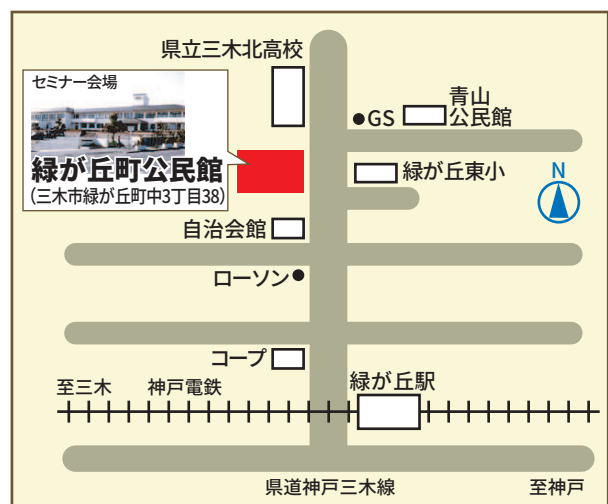 県立三木北高校
セミナー会場
緑が丘町公民館
(三木市緑が丘町中3丁目38)
青山
公民館
GS
緑が丘東小
N
自治会館
ローソン
コープ
緑が丘駅
至三木
神戸電鉄
県道神戸三木線
至神戸